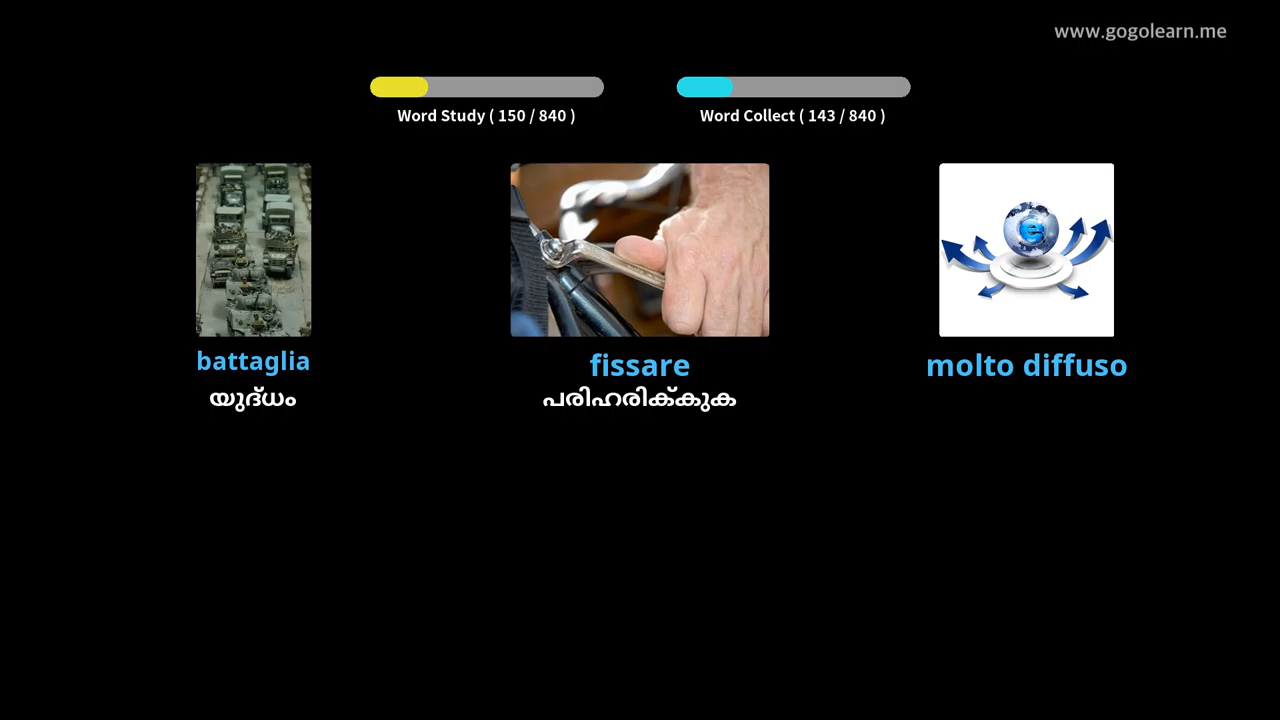 www.gogolearn.me
Word Study ( 150 / 840 )
Word Collect ( 143 / 840 )
e
battaglia
യുദ്ധം
fissare
പരിഹരിക്കുക
molto diffuso